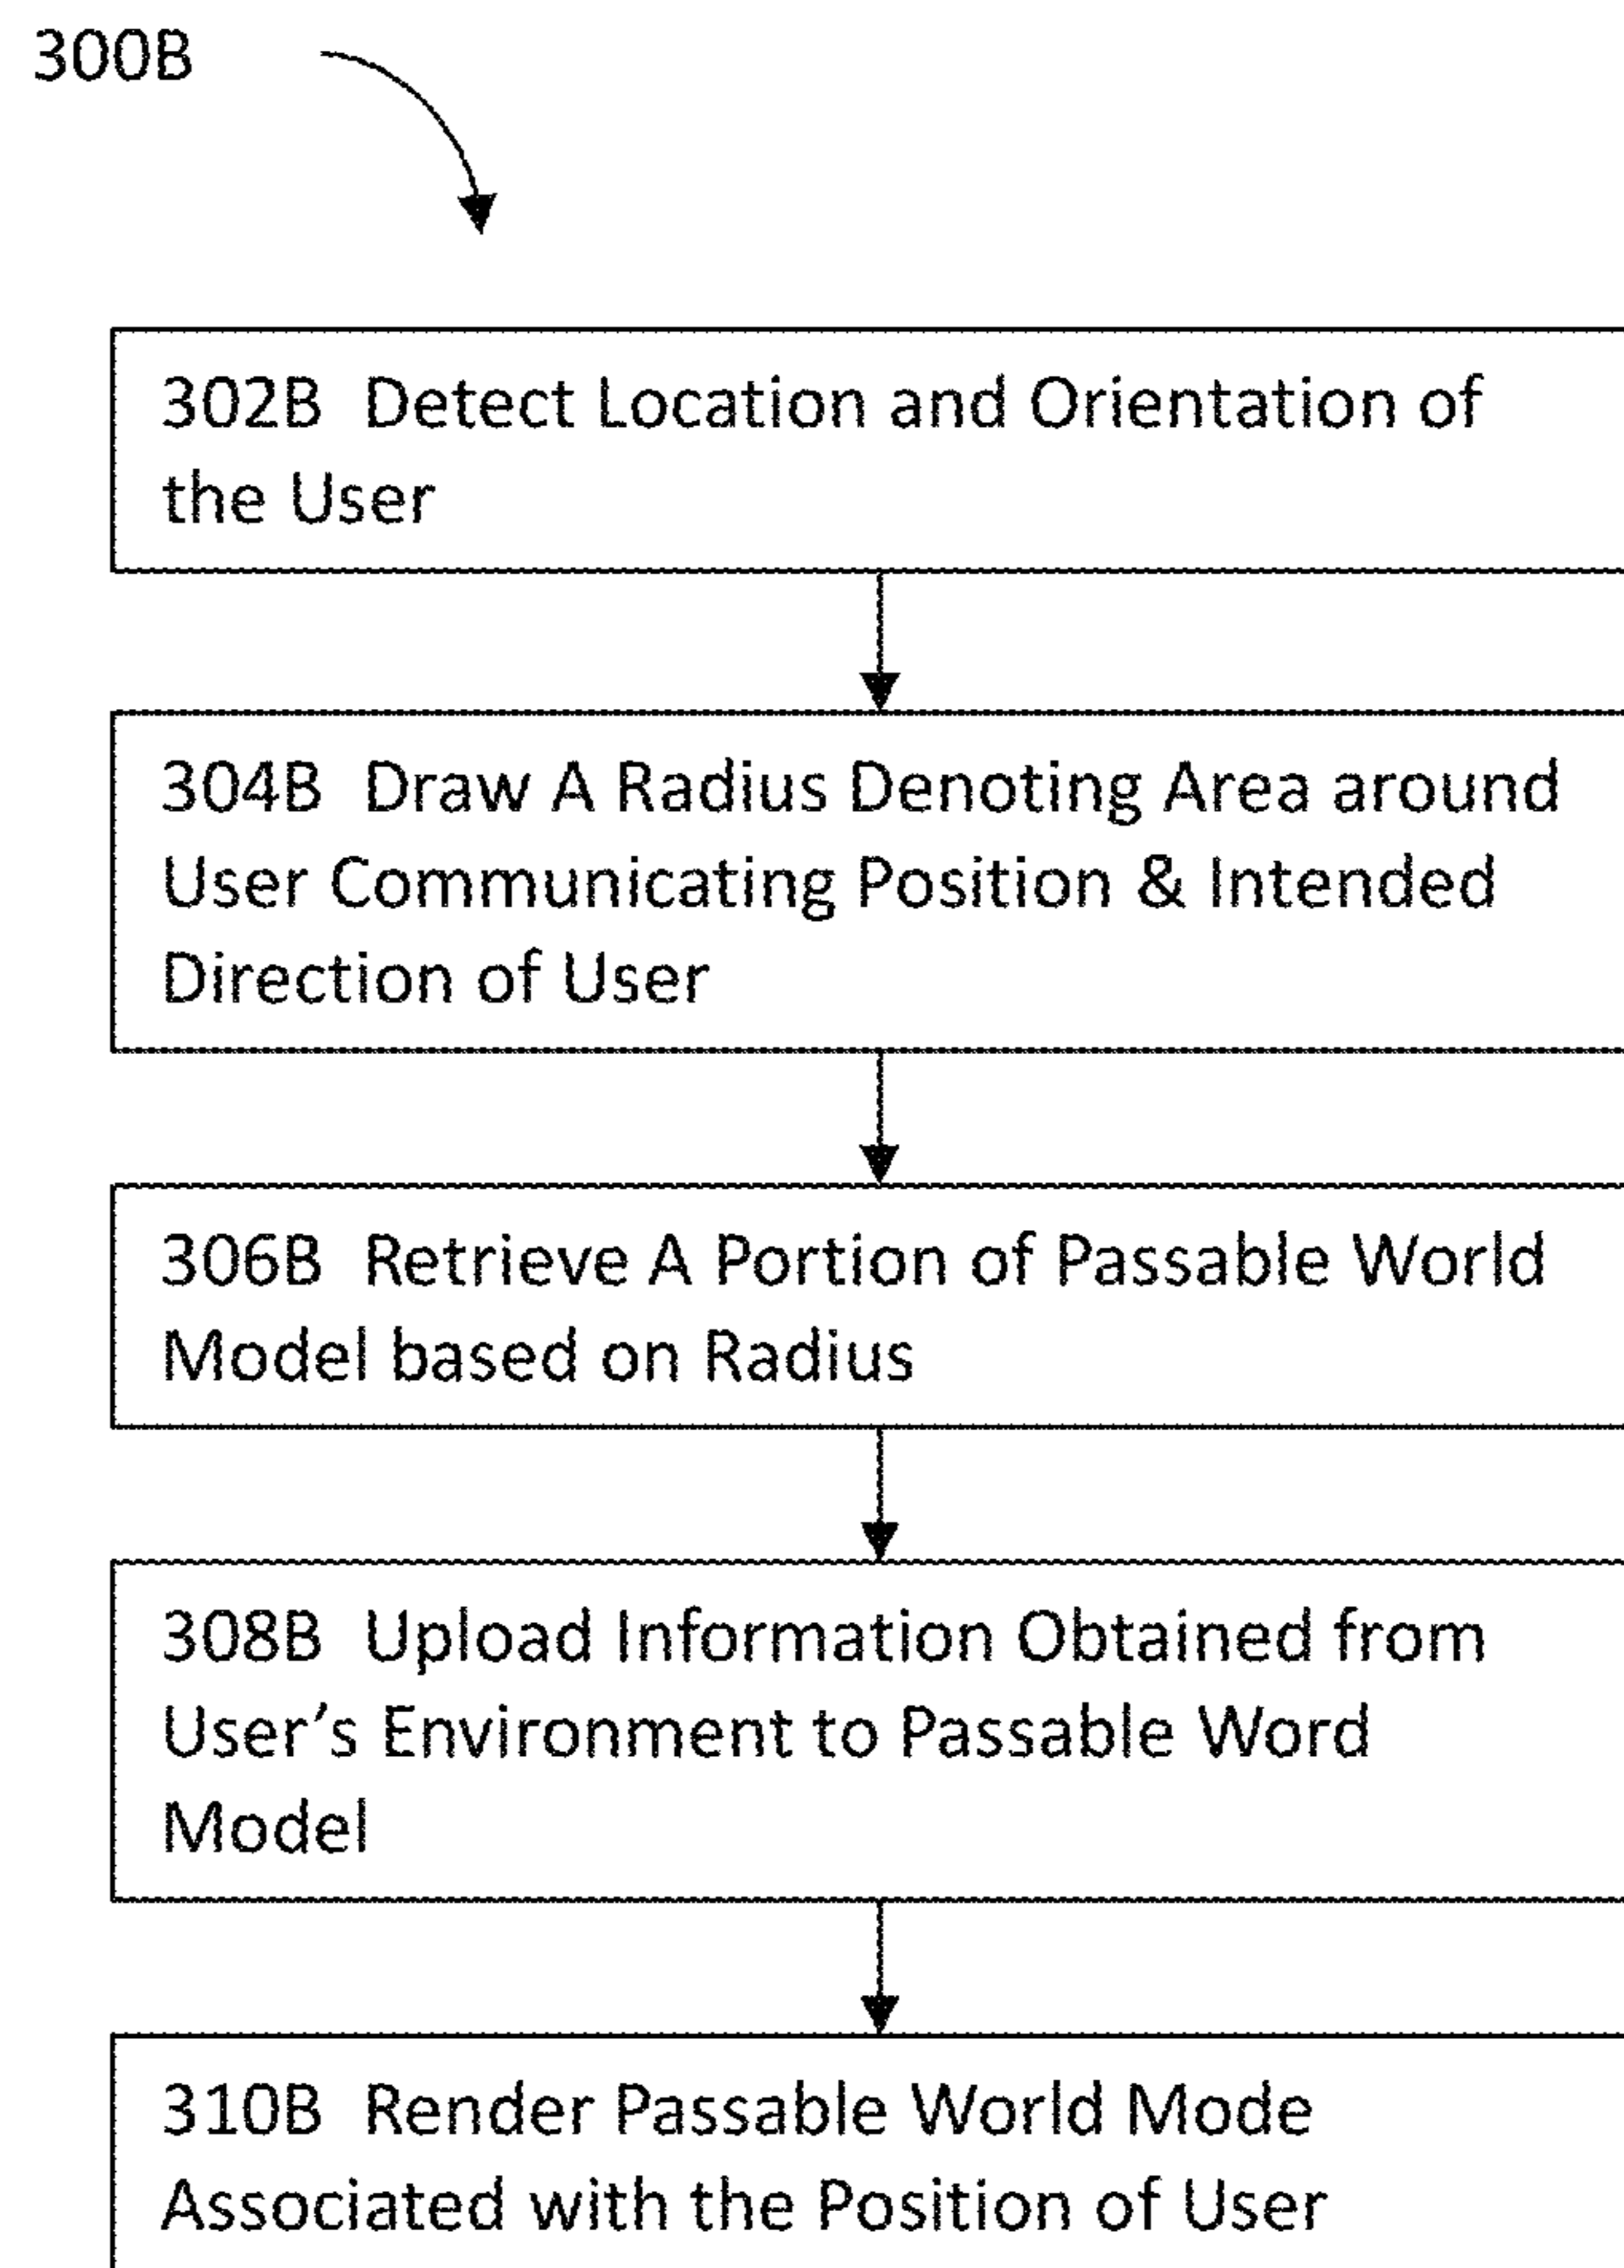 300B
302B Detect Location and Orientation of
the User
304B Draw A Radius Denoting Area around
User Communicating Position & Intended
Direction of User
306B Retrieve A Portion of Passable World
Model based on Radius
308B Upload Information Obtained from
User’s Environment to Passable Word
Model
310B Render Passable World Mode
Associated with the Position of User